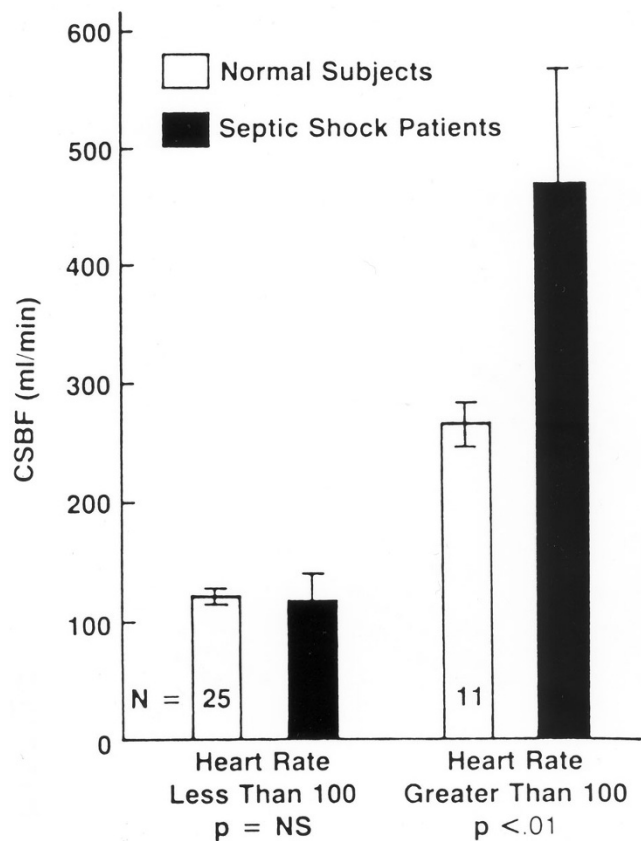 600
500
400
300
200
100
0
CSBF (ml/min)
Normal Subjects
Septic Shock Patients
N = 25
11
Heart Rate
Less Than 100
p = NS
Heart Rate
Greater Than 100
p <.01